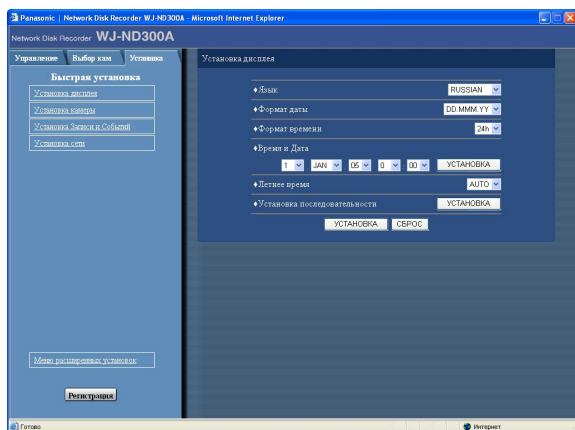 Panasonic | Network Disk Recorder WJ-ND300A - Microsoft Internet Explorer
Network Disk Recorder WJ-ND300A
Управление Выбор кам Установка
Быстрая установка
Установка дисплея
Установка камеры
Установка Записи и Событий
Установка сети
Меню расширенных установок
Регистрация
Установка дисплея
♦Язык RUSSIAN
♦Формат даты DD.MMM.YY
♦Формат времени 24h
♦Время и Дата
1 JAN 05 0 00 УСТАНОВКА
♦Летнее время AUTO
♦Установка последовательности УСТАНОВКА
УСТАНОВКА СБРОС
Готово Интернет